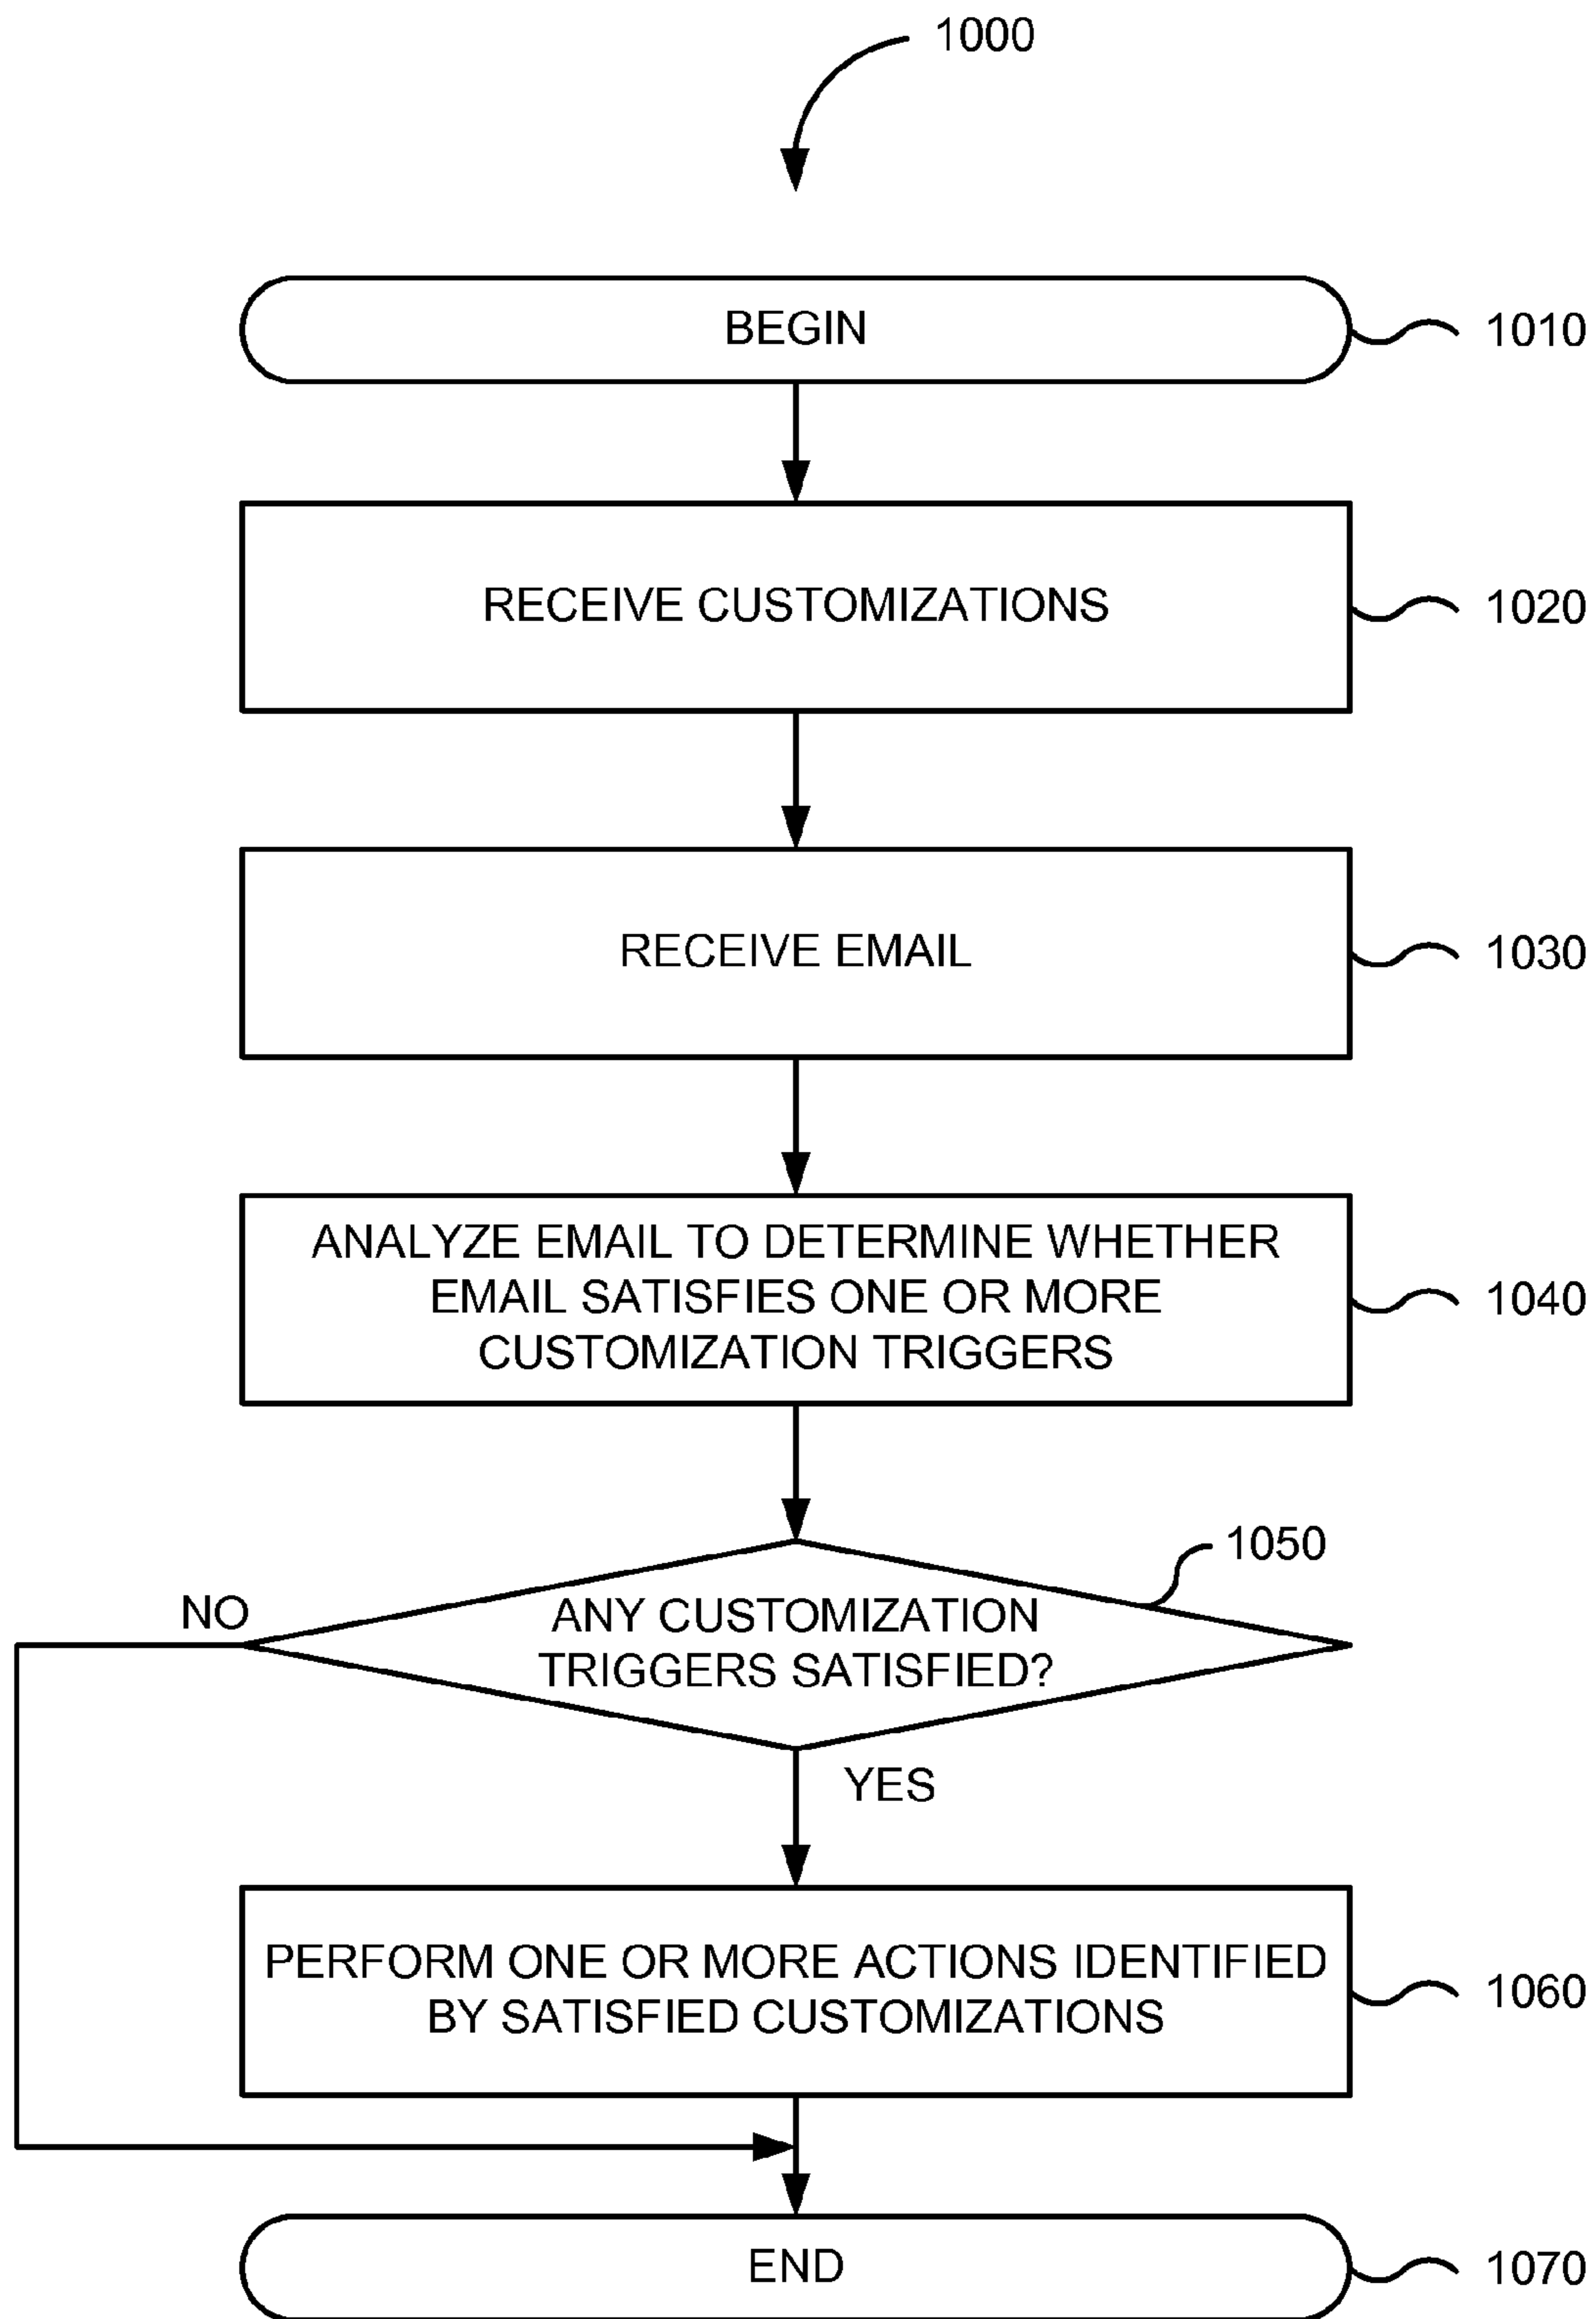 1000
BEGIN
1010
RECEIVE CUSTOMIZATIONS
1020
RECEIVE EMAIL
1030
ANALYZE EMAIL TO DETERMINE WHETHER
EMAIL SATISFIES ONE OR MORE
CUSTOMIZATION TRIGGERS
1040
1050
NO
ANY CUSTOMIZATION
TRIGGERS SATISFIED?
YES
PERFORM ONE OR MORE ACTIONS IDENTIFIED
BY SATISFIED CUSTOMIZATIONS
1060
END
1070